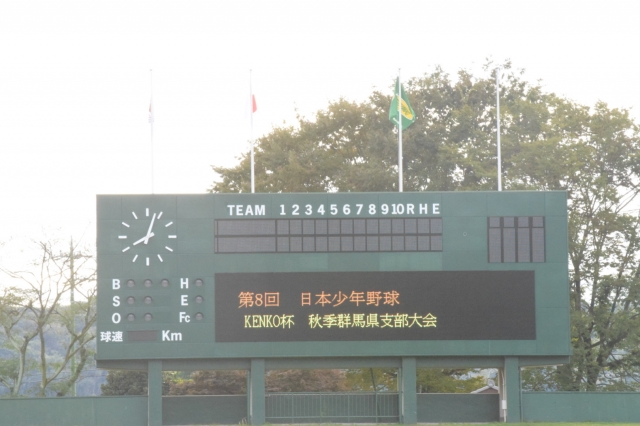 TEAM 1 2 3 4 5 6 7 8 9 10 R H E
B H
S E
O Fc
球速 Km
第8回 日本少年野球
KENKO杯 秋季群馬県支部大会